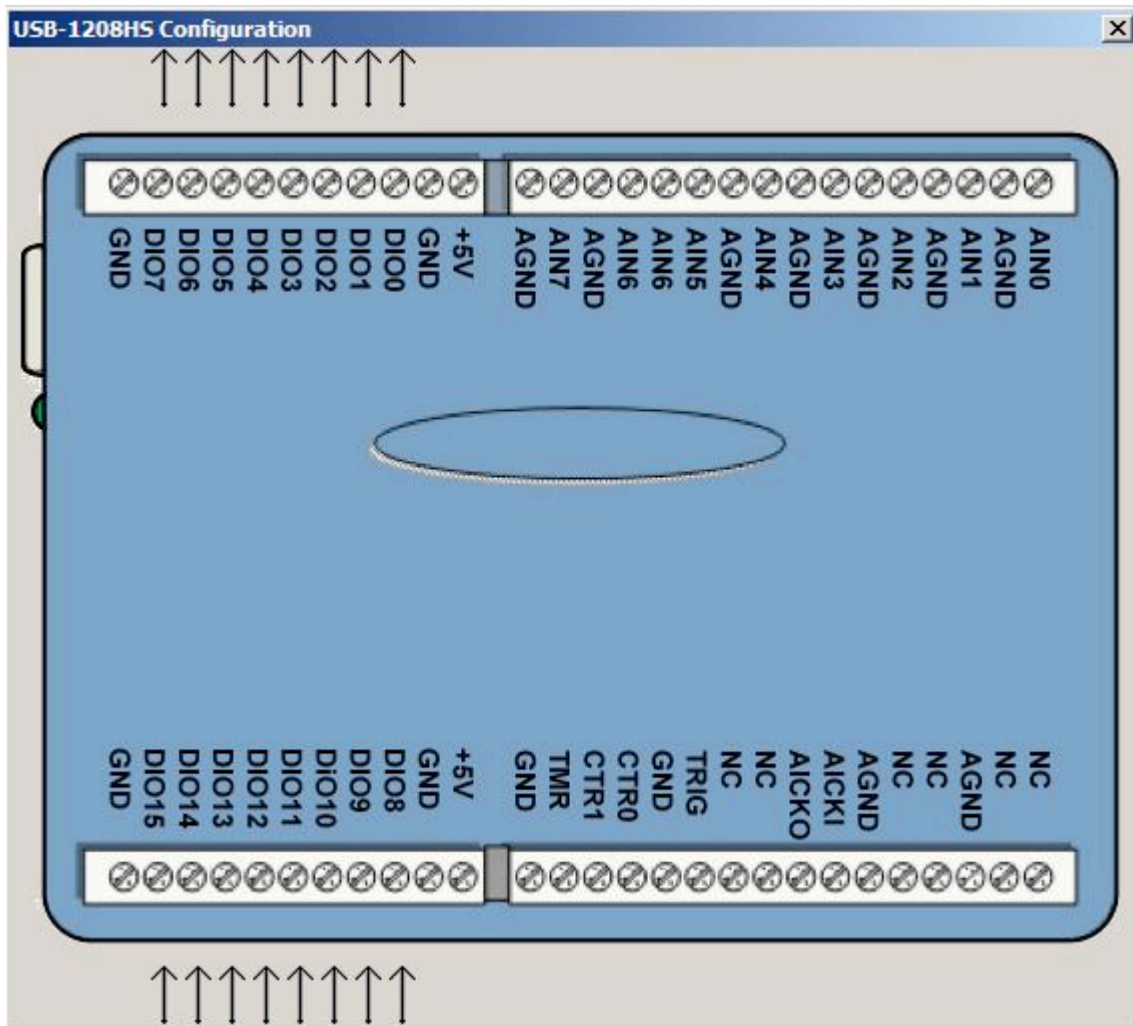 USB-1208HS Configuration
GND DIO7 DIO6 DIO5 DIO4 DIO3 DIO2 DIO1 DIO0 GND +5V AGND AIN7 AGND AIN6 AIN6 AIN5 AGND AIN4 AGND AIN3 AGND AIN2 AGND AIN1 AGND AIN0
GND DIO15 DIO14 DIO13 DIO12 DIO11 DiO10 DIO9 DIO8 GND +5V GND TMR CTR1 CTR0 GND TRIG NC NC AICKO AICKI AGND NC NC AGND NC NC